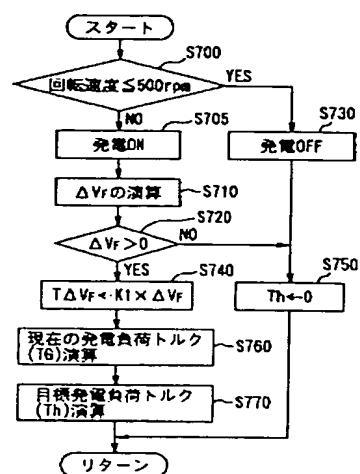 スタート
S700
回転速度≦500rpm
YES
NO
S705
発電ON
S730
発電OFF
S710
ΔVFの演算
S720
ΔVF>0
NO
YES
S740
TΔVF←K1×ΔVF
S750
Th←0
現在の発電負荷トルク
(TG)演算
S760
目標発電負荷トルク
(Th)演算
S770
リターン